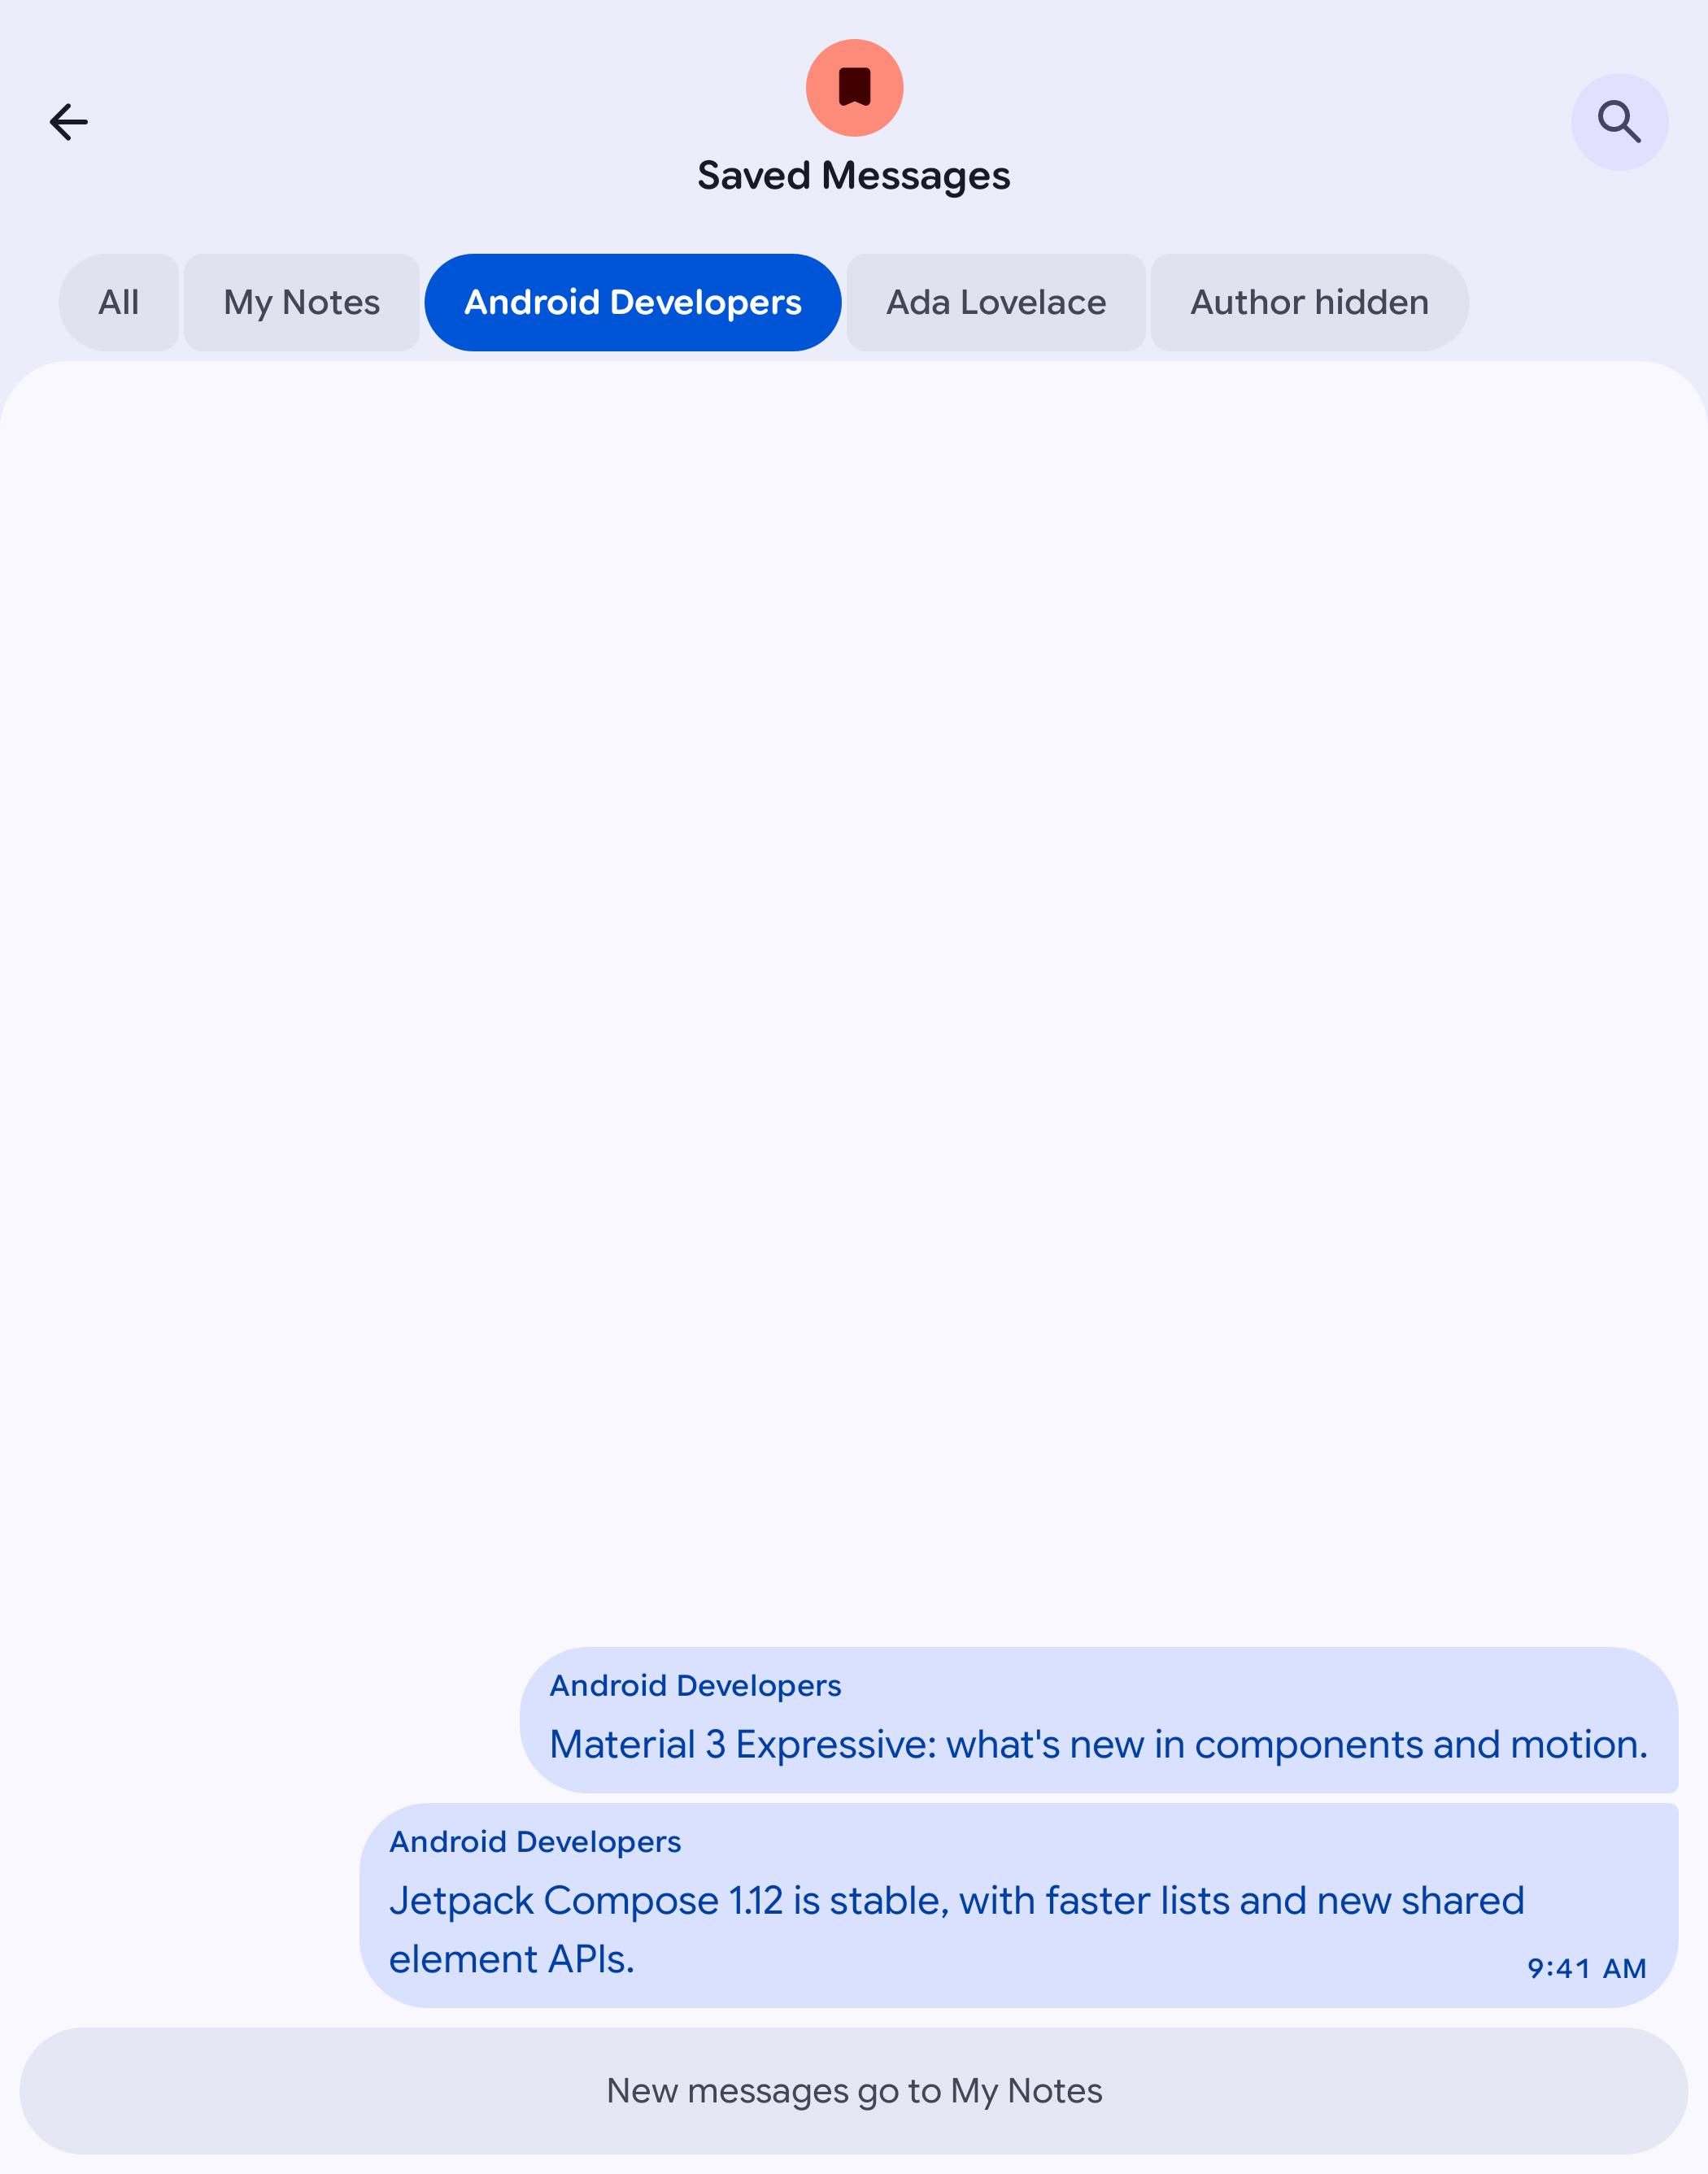 Saved Messages
All
My Notes
Android Developers
Ada Lovelace
Author hidden
Android Developers
Material 3 Expressive: what's new in components and motion.
Android Developers
Jetpack Compose 1.12 is stable, with faster lists and new shared
element APIs.
9:41 AM
New messages go to My Notes